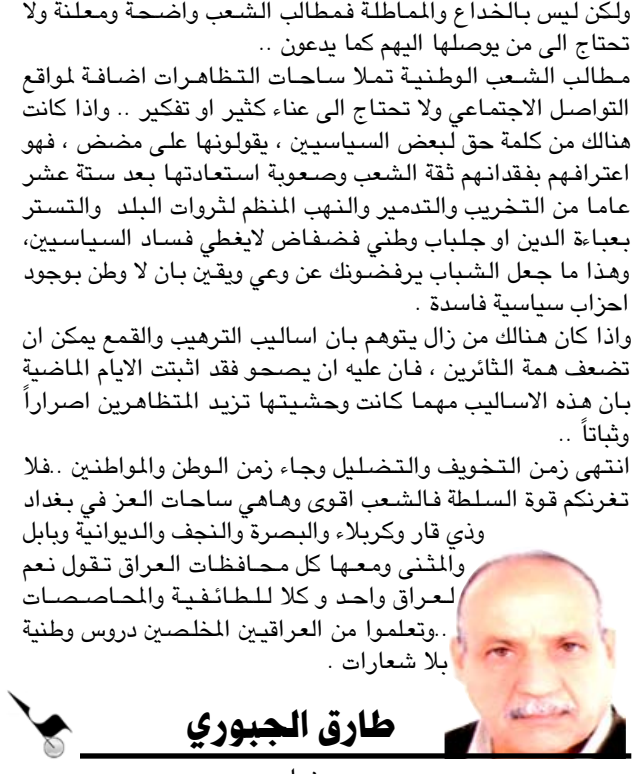 ولكن ليس بالخداع والمماطلة فمطالب الشعب واضحة ومعلنة ولا
تحتاج الى من يوصلها اليهم كما يدعون ..
مطالب الشعب الوطنية تملا ساحات التظاهرات اضافة لمواقع
التواصل الاجتماعي ولا تحتاج الى عناء كثير او تفكير .. واذا كانت
هنالك من كلمة حق لبعض السياسيين ، يقولونها على مضض ، فهو
اعترافهم بفقدانهم ثقة الشعب وصعوبة استعادتها بعد ستة عشر
عاما من التخريب والتدمير والنهب المنظم لثروات البلد والتستر
بعباءة الدين او جلباب وطني فضفاض لايغطي فساد السياسيين،
وهذا ما جعل الشباب يرفضونك عن وعي ويقين بان لا وطن بوجود
احزاب سياسية فاسدة .
واذا كان هنالك من زال يتوهم بان اساليب الترهيب والقمع يمكن ان
تضعف همة الثائرين ، فان عليه ان يصحو فقد اثبتت الايام الماضية
بان هذه الاساليب مهما كانت وحشيتها تزيد المتظاهرين اصراراً
وثباتاً ..
انتهى زمن التخويف والتضليل وجاء زمن الوطن والمواطنين ..فلا
تغرنكم قوة السلطة فالشعب اقوى وهاهي ساحات العز في بغداد
وذي قار وكربلاء والبصرة والنجف والديوانية وبابل
والمثنى ومعها كل محافظات العراق تقول نعم
لعراق واحد و كلا للطائفية والمحاصصات
..وتعلموا من العراقيين المخلصين دروس وطنية
بلا شعارات .
طارق الجبوري